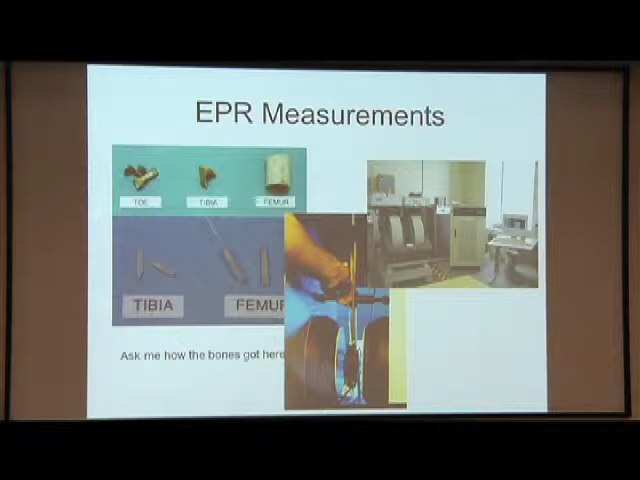 EPR Measurements
TOE
TIBIA
FEMUR
TIBIA
FEMUR
Ask me how the bones got here